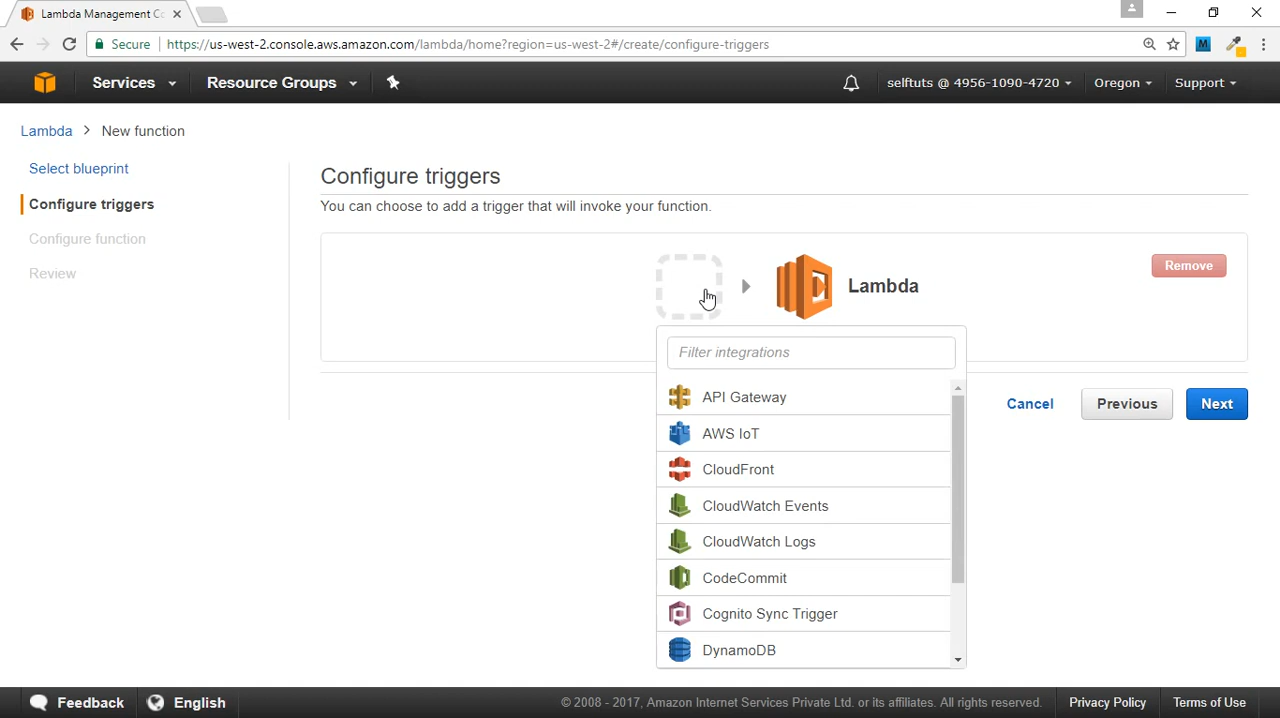 Lambda Management Co
Secure https://us-west-2.console.aws.amazon.com/lambda/home?region=us-west-2#/create/configure-triggers
M
Services Resource Groups selftuts @ 4956-1090-4720 Oregon Support
Lambda > New function
Select blueprint
Configure triggers
Configure function
Review
Configure triggers
You can choose to add a trigger that will invoke your function.
Lambda
Remove
Filter integrations
API Gateway
AWS IoT
CloudFront
CloudWatch Events
CloudWatch Logs
CodeCommit
Cognito Sync Trigger
DynamoDB
Cancel Previous Next
Feedback English © 2008 - 2017, Amazon Internet Services Private Ltd. or its affiliates. All rights reserved. Privacy Policy Terms of Use